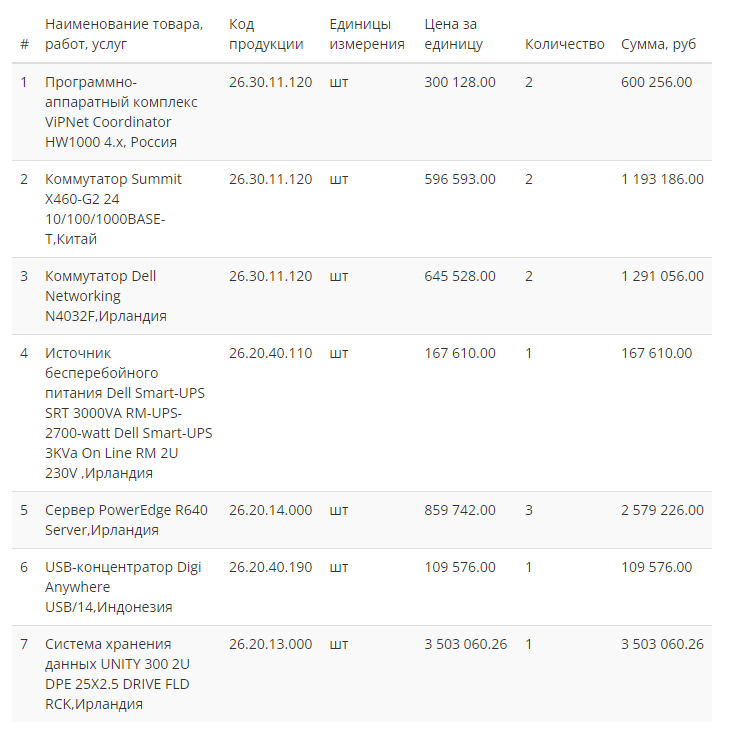 # Наименование товара, работ, услуг Код продукции Единицы измерения Цена за единицу Количество Сумма, руб
1 Программно- 26.30.11.120 шт 300 128.00 2 600 256.00
аппаратный комплекс
ViPNet Coordinator
HW1000 4.x, Россия
2 Коммутатор Summit 26.30.11.120 шт 596 593.00 2 1 193 186.00
X460-G2 24
10/100/1000BASE-
T,Китай
3 Коммутатор Dell 26.30.11.120 шт 645 528.00 2 1 291 056.00
Networking
N4032F,Ирландия
4 Источник 26.20.40.110 шт 167 610.00 1 167 610.00
бесперебойного
питания Dell Smart-UPS
SRT 3000VA RM-UPS-
2700-watt Dell Smart-UPS
3KVa On Line RM 2U
230V ,Ирландия
5 Сервер PowerEdge R640 26.20.14.000 шт 859 742.00 3 2 579 226.00
Server,Ирландия
6 USB-концентратор Digi 26.20.40.190 шт 109 576.00 1 109 576.00
Anywhere
USB/14,Индонезия
7 Система хранения 26.20.13.000 шт 3 503 060.26 1 3 503 060.26
данных UNITY 300 2U
DPE 25X2.5 DRIVE FLD
RCK,Ирландия